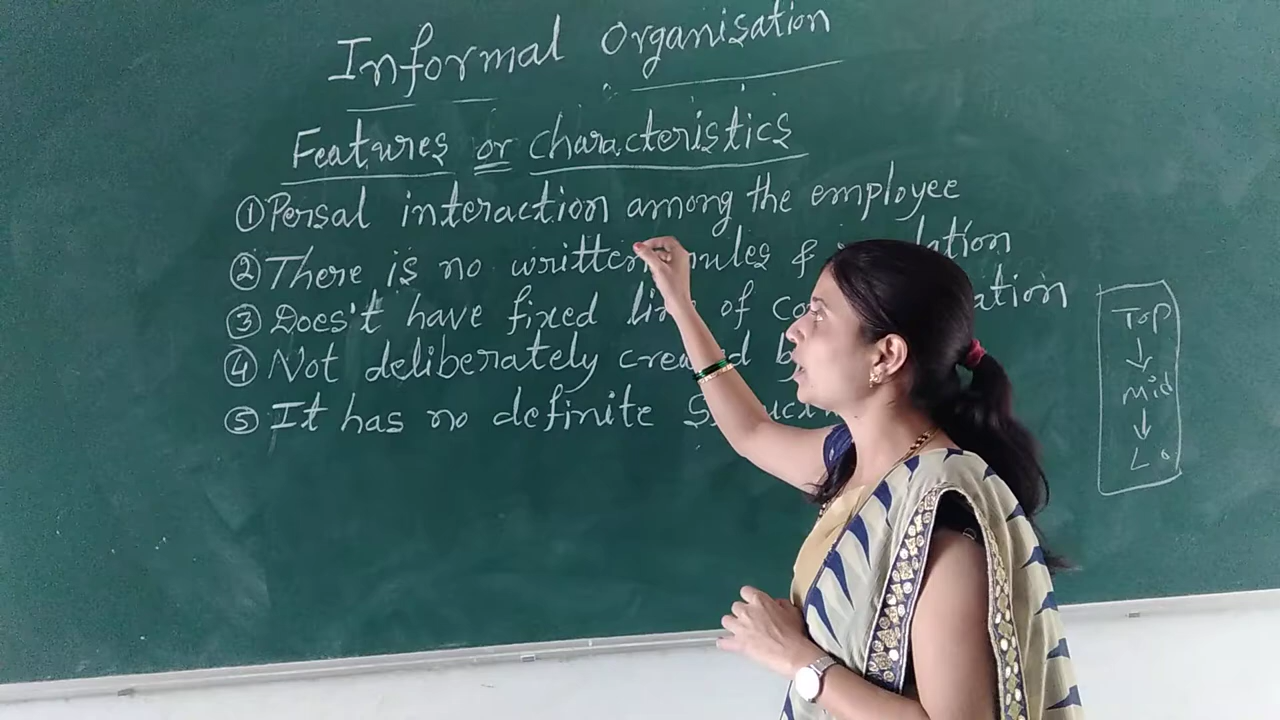 Informal Organisation
Features or characteristics
① Persal interaction among the employee
② There is no written rules &
③ Does't have fixed of
④ Not deliberately
⑤ It has no definite
Top
↓
Mid
↓
Lo